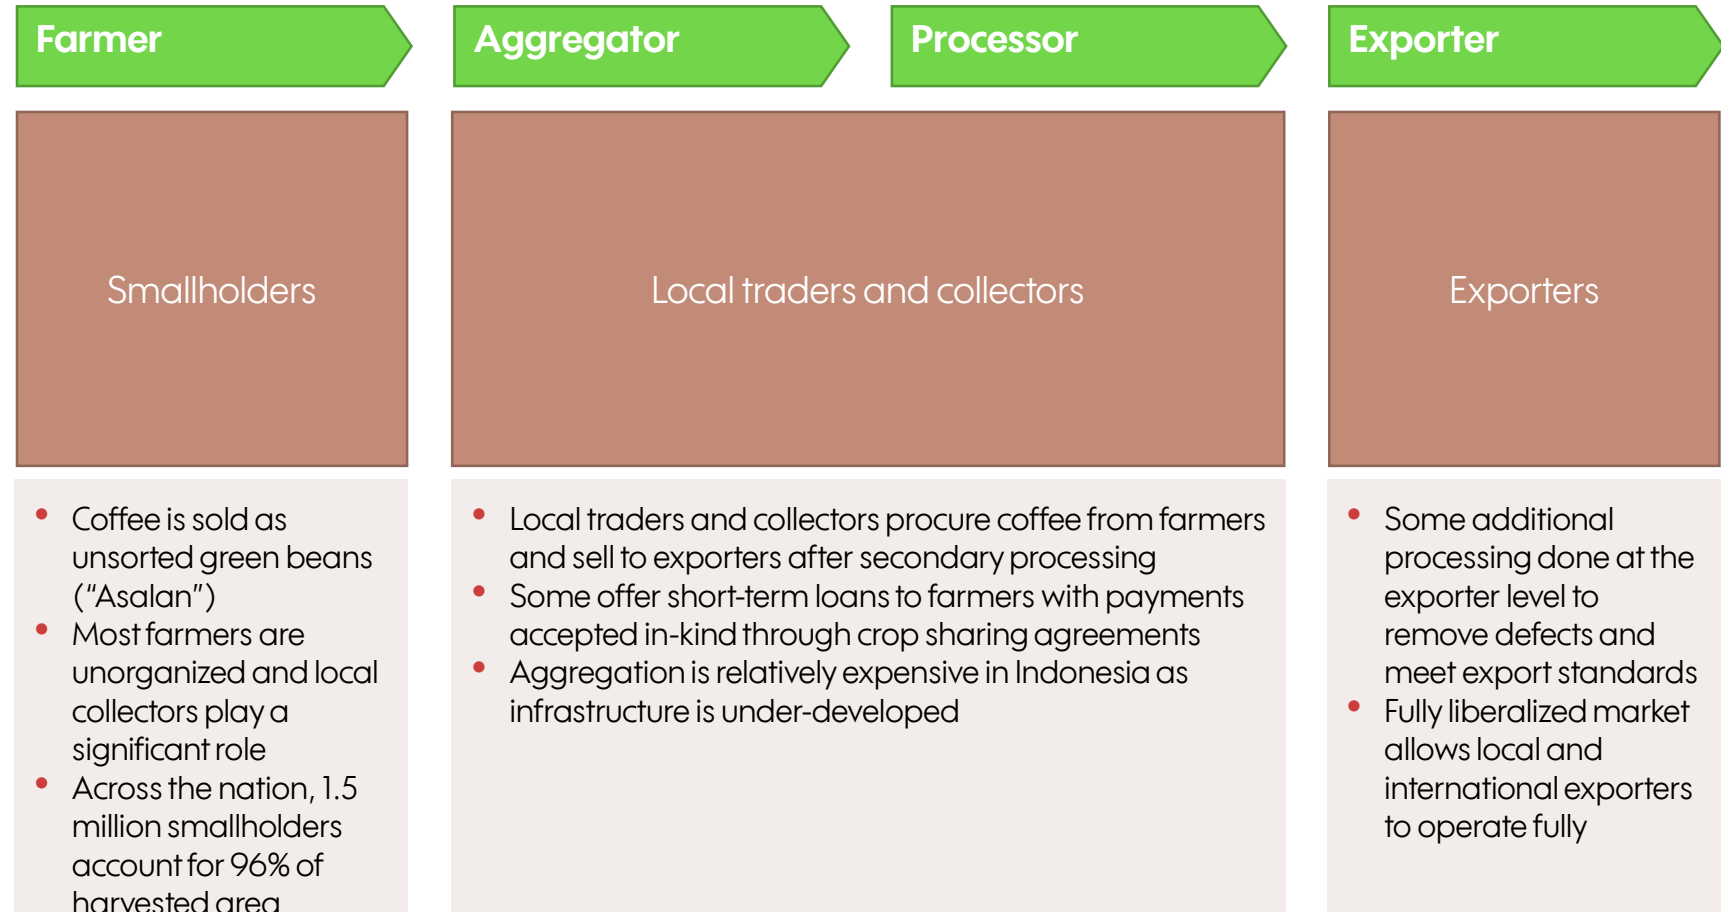 Farmer
Aggregator
Processor
Exporter
Smallholders
Local traders and collectors
Exporters
• Coffee is sold as
unsorted green beans
(“Asalan”)
• Most farmers are
unorganized and local
collectors play a
significant role
• Across the nation, 1.5
million smallholders
account for 96% of
harvested area
• Local traders and collectors procure coffee from farmers
and sell to exporters after secondary processing
• Some offer short-term loans to farmers with payments
accepted in-kind through crop sharing agreements
• Aggregation is relatively expensive in Indonesia as
infrastructure is under-developed
• Some additional
processing done at the
exporter level to
remove defects and
meet export standards
• Fully liberalized market
allows local and
international exporters
to operate fully